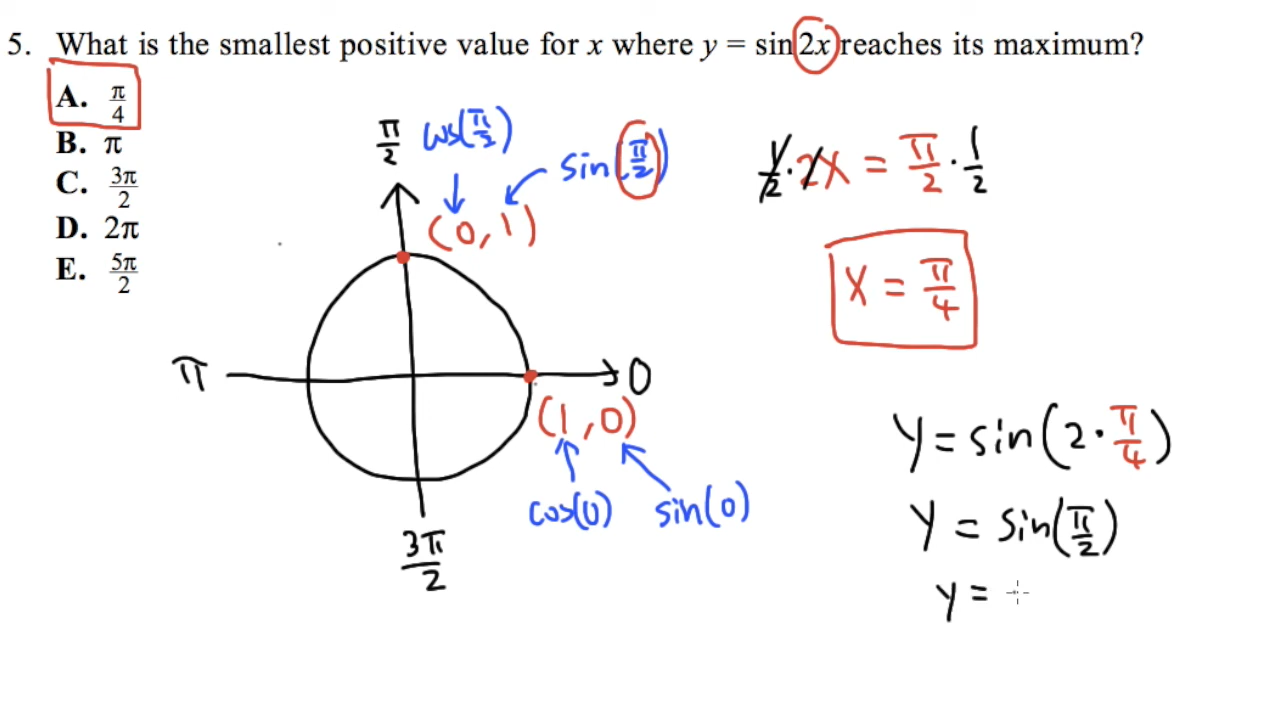 5. What is the smallest positive value for x where y = sin 2x reaches its maximum?
A. π/4
B. π
C. 3π/2
D. 2π
E. 5π/2
π/2 cos(π/2)
sin(π/2)
(0, 1)
1/2 · 2x = π/2 · 1/2
x = π/4
π
0
(1, 0)
cos(0) sin(0)
3π/2
y = sin(2 · π/4)
y = sin(π/2)
y =